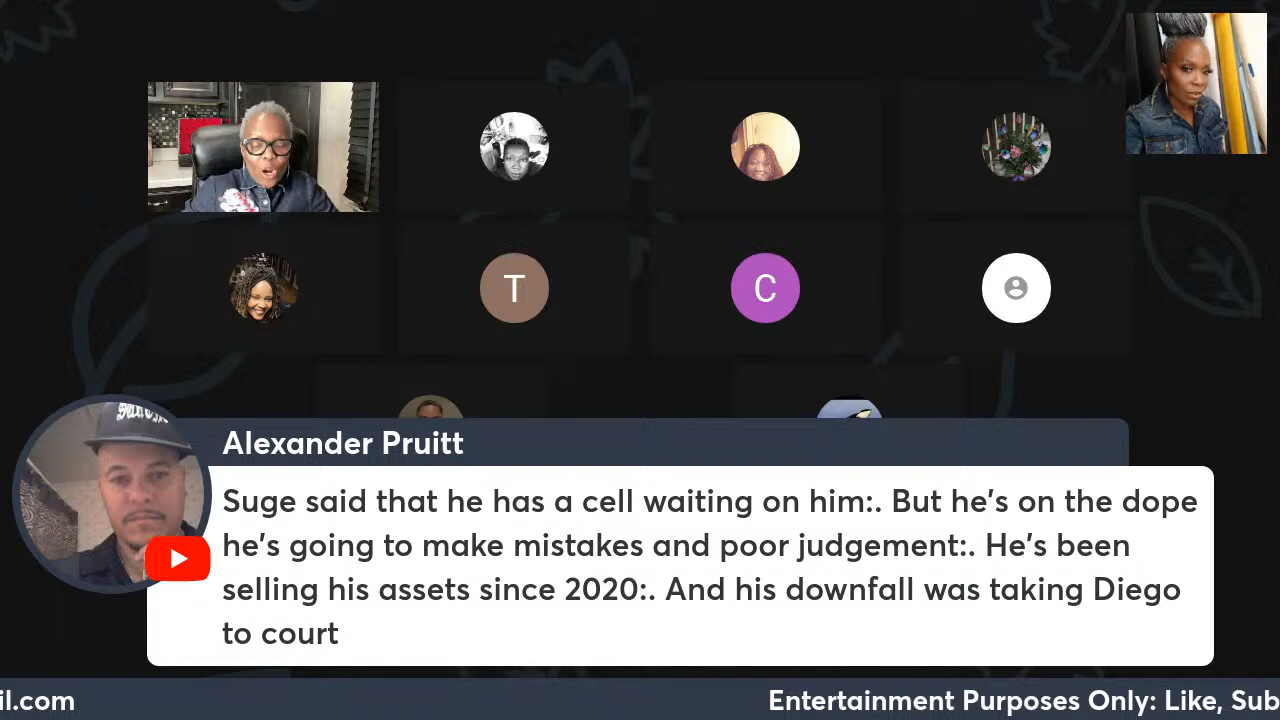 T
C
Alexander Pruitt
Suge said that he has a cell waiting on him:. But he's on the dope
he's going to make mistakes and poor judgement:. He's been
selling his assets since 2020:. And his downfall was taking Diego
to court
il.com
Entertainment Purposes Only: Like, Sub